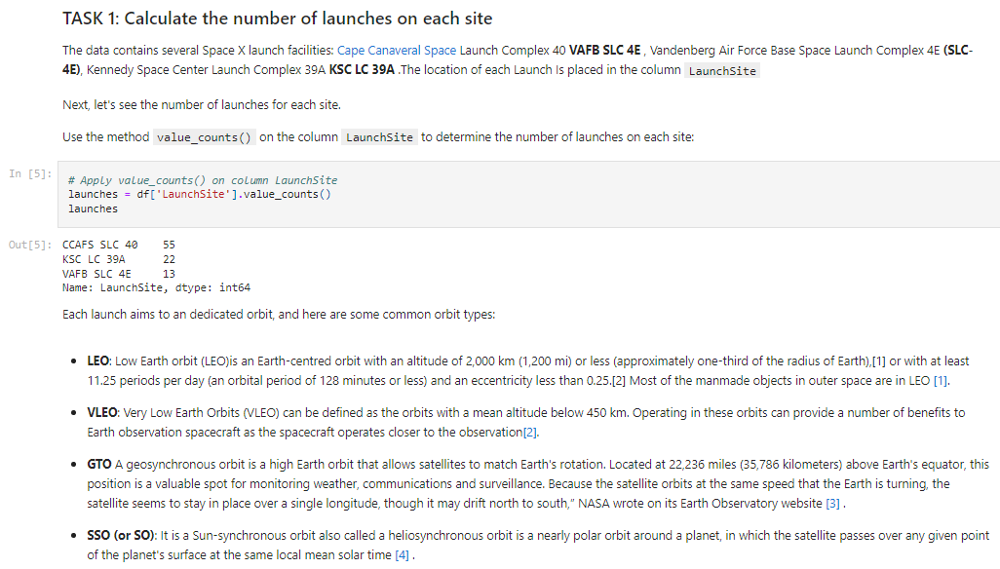 TASK 1: Calculate the number of launches on each site
The data contains several Space X launch facilities: Cape Canaveral Space Launch Complex 40 VAFB SLC 4E , Vandenberg Air Force Base Space Launch Complex 4E (SLC-
4E), Kennedy Space Center Launch Complex 39A KSC LC 39A .The location of each Launch Is placed in the column LaunchSite
Next, let's see the number of launches for each site.
Use the method value_counts() on the column LaunchSite to determine the number of launches on each site:
In [5]:
# Apply value_counts() on column LaunchSite
launches = df['LaunchSite'].value_counts()
launches
Out[5]:
CCAFS SLC 40 55
KSC LC 39A 22
VAFB SLC 4E 13
Name: LaunchSite, dtype: int64
Each launch aims to an dedicated orbit, and here are some common orbit types:
• LEO: Low Earth orbit (LEO)is an Earth-centred orbit with an altitude of 2,000 km (1,200 mi) or less (approximately one-third of the radius of Earth),[1] or with at least
11.25 periods per day (an orbital period of 128 minutes or less) and an eccentricity less than 0.25.[2] Most of the manmade objects in outer space are in LEO [1].
• VLEO: Very Low Earth Orbits (VLEO) can be defined as the orbits with a mean altitude below 450 km. Operating in these orbits can provide a number of benefits to
Earth observation spacecraft as the spacecraft operates closer to the observation[2].
• GTO A geosynchronous orbit is a high Earth orbit that allows satellites to match Earth's rotation. Located at 22,236 miles (35,786 kilometers) above Earth's equator, this
position is a valuable spot for monitoring weather, communications and surveillance. Because the satellite orbits at the same speed that the Earth is turning, the
satellite seems to stay in place over a single longitude, though it may drift north to south," NASA wrote on its Earth Observatory website [3] .
• SSO (or SO): It is a Sun-synchronous orbit also called a heliosynchronous orbit is a nearly polar orbit around a planet, in which the satellite passes over any given point
of the planet's surface at the same local mean solar time [4] .